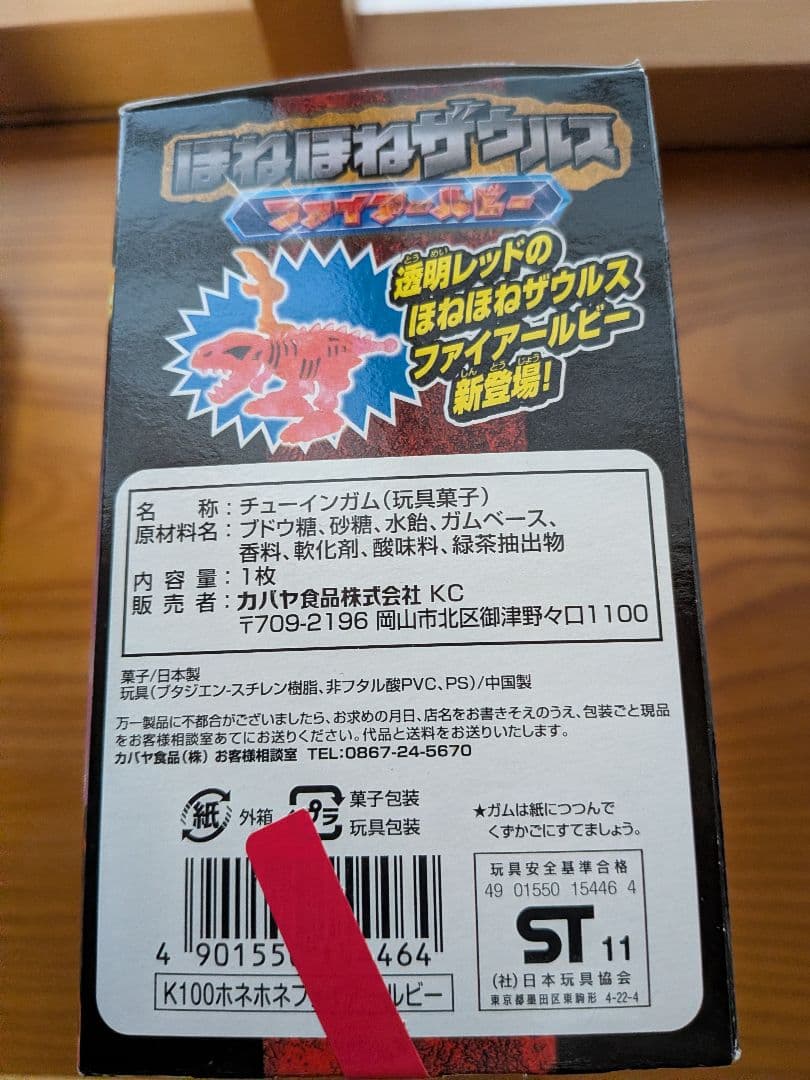 ほねほねザウルス
ファイアールビー
透明レッドの
とうめい
ほねほねザウルス
ファイアールビー
新登場!
しんとうじょう
名称:チューインガム(玩具菓子)
原材料名:ブドウ糖、砂糖、水飴、ガムベース、
香料、軟化剤、酸味料、緑茶抽出物
内容量:1枚
販売者:カバヤ食品株式会社 KC
〒709-2196 岡山市北区御津野々口1100
菓子/日本製
玩具(ブタジエン-スチレン樹脂、非フタル酸PVC、PS)/中国製
万一製品に不都合がございましたら、お求めの月日、店名をお書きそえのうえ、包装ごと現品
をお客様相談室あてにお送りください。代品と送料をお送りいたします。
カバヤ食品(株) お客様相談室 TEL:0867-24-5670
紙 外箱 プラ 菓子包装
玩具包装
★ガムは紙につつんで
くずかごにすてましょう。
玩具安全基準合格
49 01550 15446 4
ST 11
(社)日本玩具協会
東京都墨田区東駒形 4-22-4
4 90155 464
K100ホネホネフ ルビー